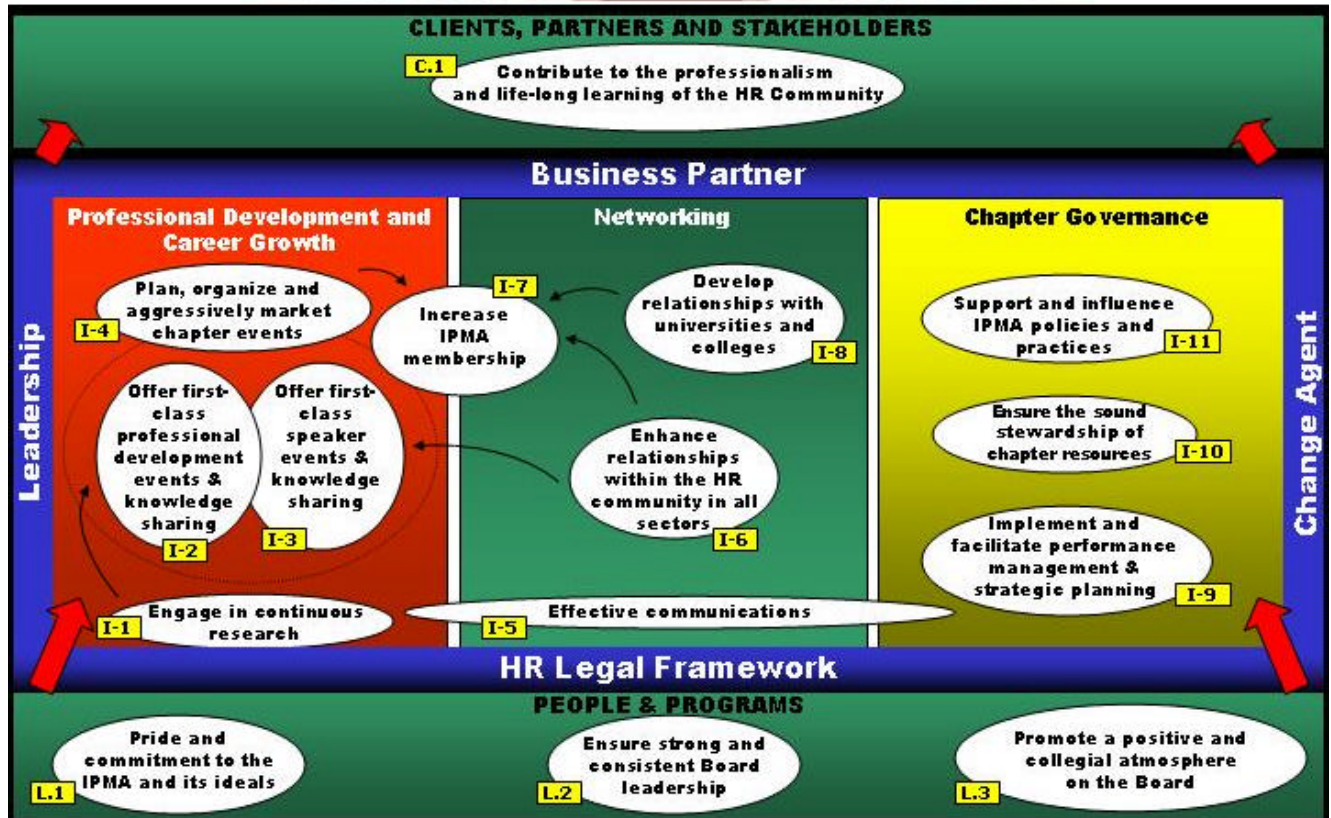 CLIENTS, PARTNERS AND STAKEHOLDERS
C.1
Contribute to the professionalism
and life-long learning of the HR Community
Business Partner
Leadership
Professional Development and
Career Growth
Plan, organize and
aggressively market
chapter events
I-4
Offer first-
class
professional
development
events &
knowledge
sharing
I-2
Offer first-
class
speaker
events &
knowledge
sharing
I-3
Engage in continuous
research
I-1
Networking
I-7
Increase
IPMA
membership
Develop
relationships with
universities and
colleges
I-8
Enhance
relationships
within the HR
community in all
sectors
I-6
Effective communications
I-5
Chapter Governance
Support and influence
IPMA policies and
practices
I-11
Ensure the sound
stewardship of
chapter resources
I-10
Implement and
facilitate performance
management &
strategic planning
I-9
Change Agent
HR Legal Framework
PEOPLE & PROGRAMS
Pride and
commitment to the
IPMA and its ideals
L.1
Ensure strong and
consistent Board
leadership
L.2
Promote a positive and
collegial atmosphere
on the Board
L.3